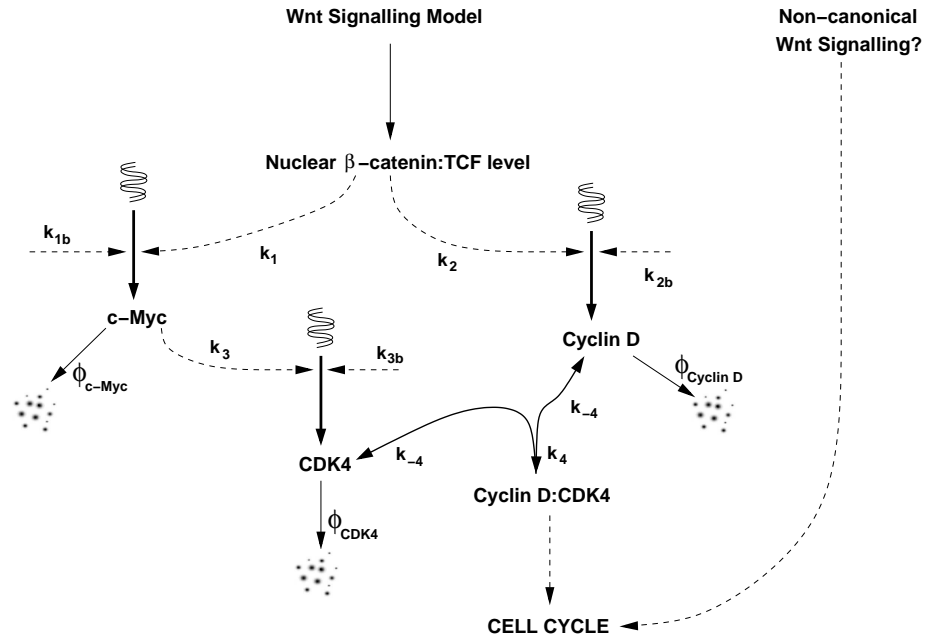 Wnt Signalling Model
Non−canonical
Wnt Signalling?
Nuclear β−catenin:TCF level
k1b
k1
k2
k2b
c−Myc
Cyclin D
k3
k3b
ϕc−Myc
ϕCyclin D
k−4
k−4
k4
CDK4
Cyclin D:CDK4
ϕCDK4
CELL CYCLE